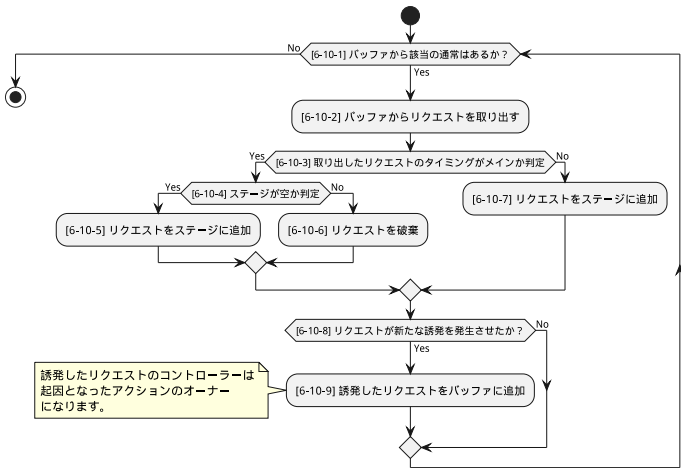 No
[6-10-1] バッファから該当の通常はあるか？
Yes
[6-10-2] バッファからリクエストを取り出す
Yes
[6-10-3] 取り出したリクエストのタイミングがメインか判定
No
Yes
[6-10-4] ステージが空か判定
No
[6-10-7] リクエストをステージに追加
[6-10-5] リクエストをステージに追加
[6-10-6] リクエストを破棄
[6-10-8] リクエストが新たな誘発を発生させたか？
No
Yes
誘発したリクエストのコントローラーは
起因となったアクションのオーナー
になります。
[6-10-9] 誘発したリクエストをバッファに追加